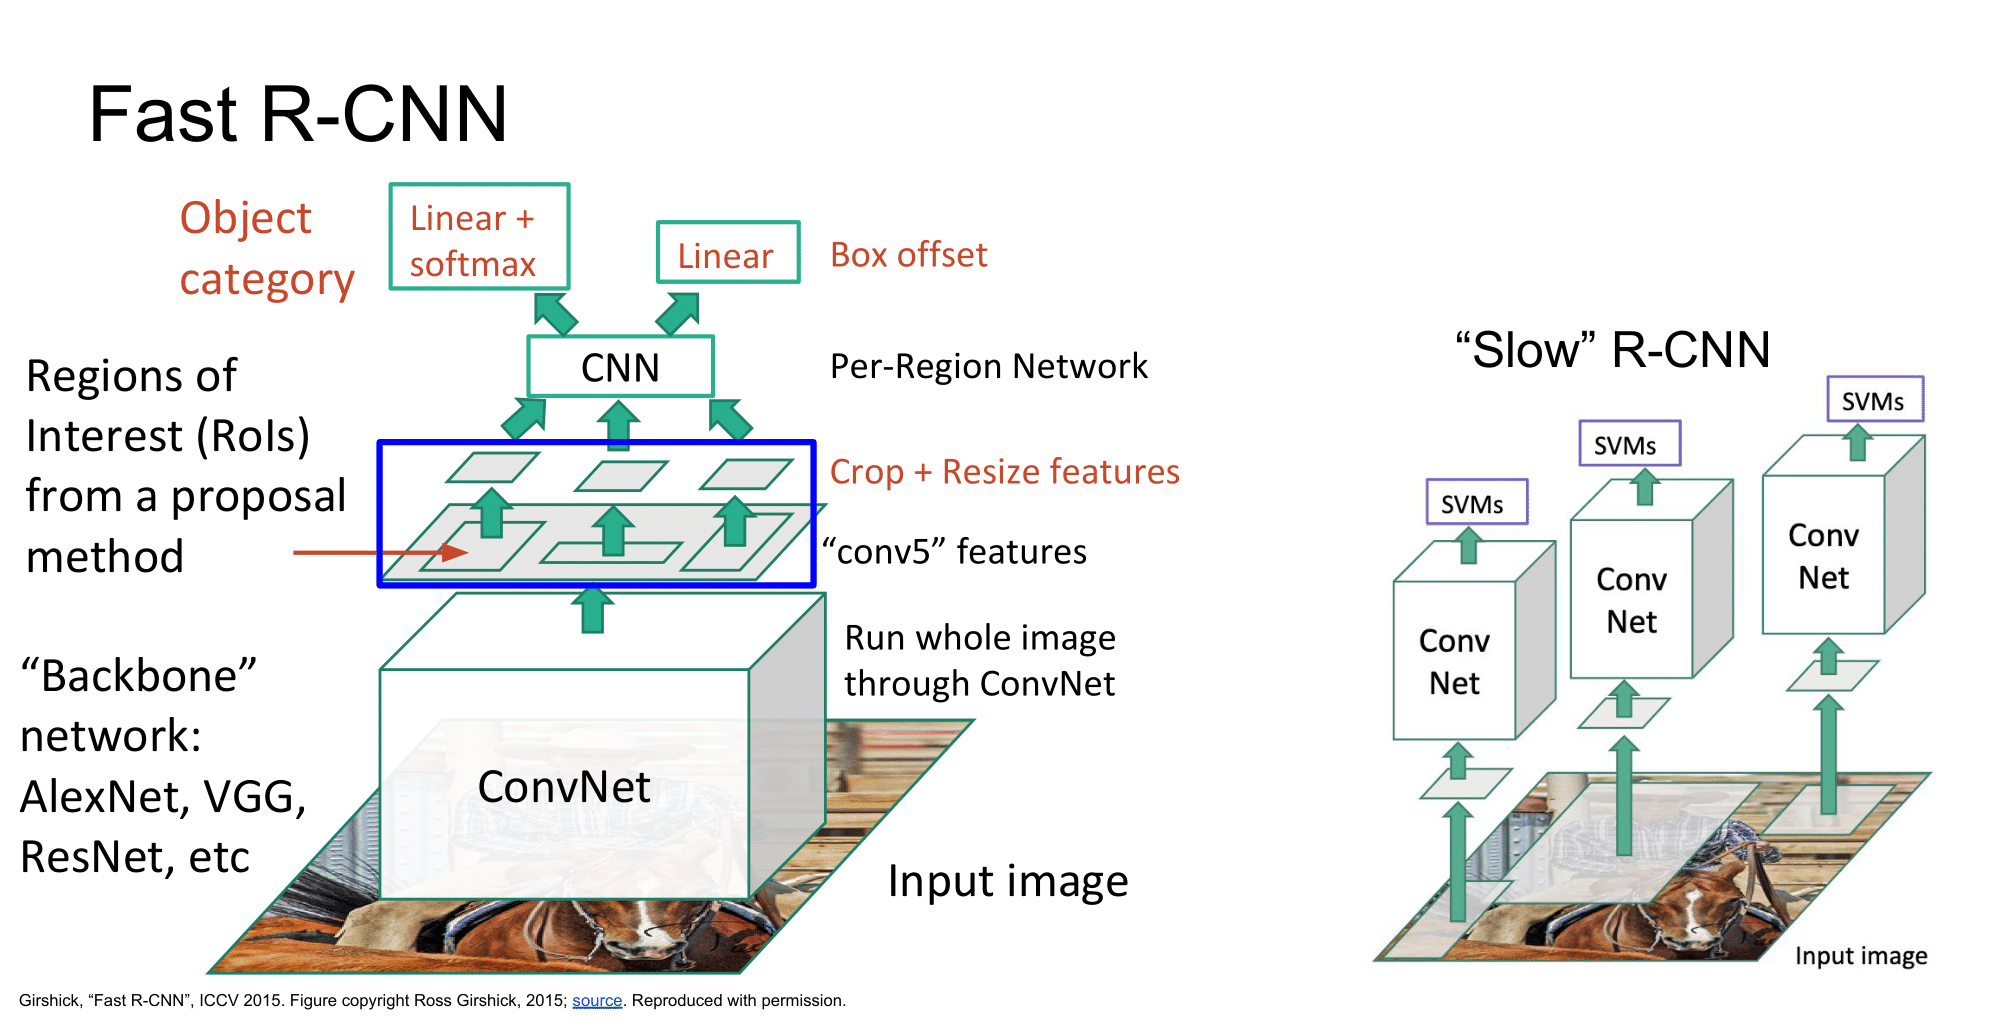 Fast R-CNN
Object
category
Linear +
softmax
Linear
Box offset
CNN
Per-Region Network
Regions of
Interest (RoIs)
from a proposal
method
Crop + Resize features
“conv5” features
“Backbone”
network:
AlexNet, VGG,
ResNet, etc
Run whole image
through ConvNet
ConvNet
Input image
“Slow” R-CNN
SVMs
SVMs
SVMs
Conv
Net
Conv
Net
Conv
Net
Input image
Girshick, “Fast R-CNN”, ICCV 2015. Figure copyright Ross Girshick, 2015; source. Reproduced with permission.